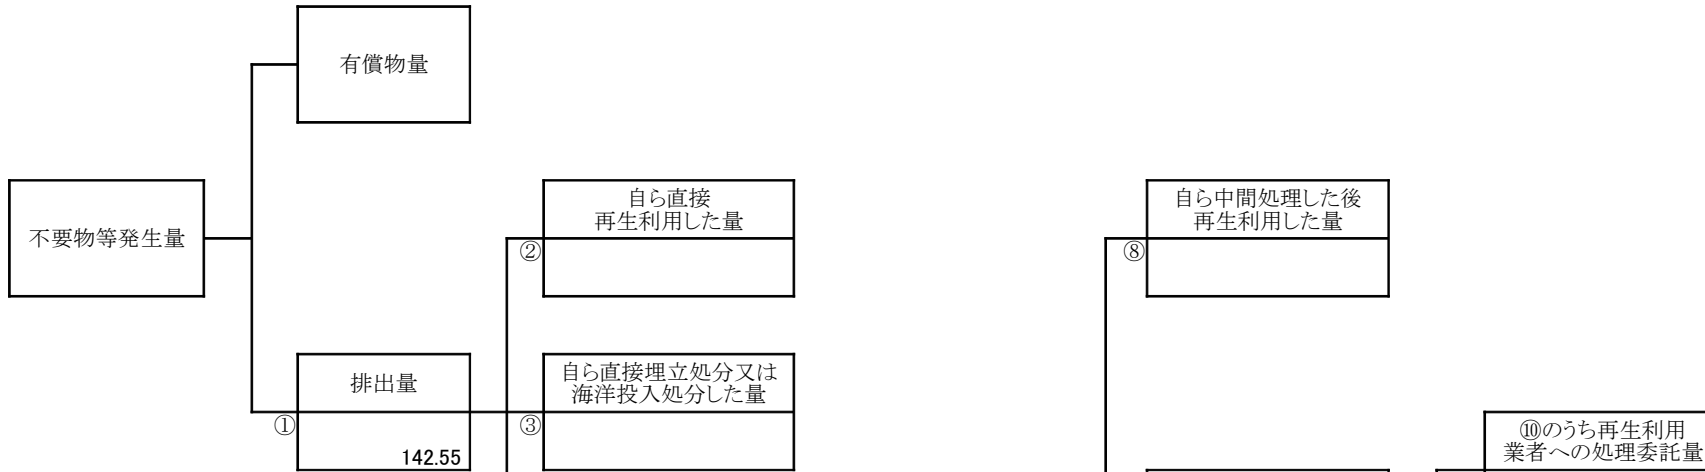 有償物量
不要物等発生量
自ら直接
再生利用した量
②
自ら中間処理した後
再生利用した量
⑧
排出量
①
142.55
自ら直接埋立処分又は
海洋投入処分した量
③
⑩のうち再生利用
業者への処理委託量